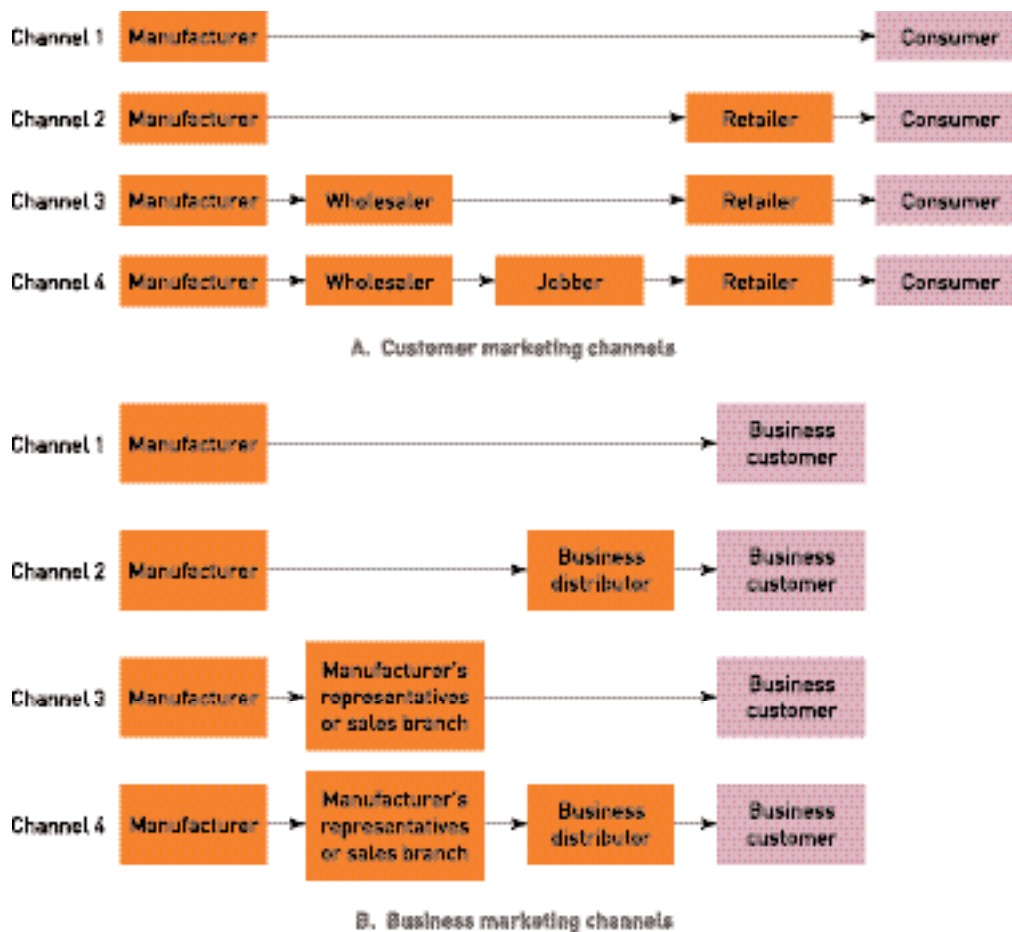 Channel 1 Manufacturer Consumer
Channel 2 Manufacturer Retailer Consumer
Channel 3 Manufacturer Wholesaler Retailer Consumer
Channel 4 Manufacturer Wholesaler Jobber Retailer Consumer
A. Customer marketing channels
Channel 1 Manufacturer
Business
customer
Channel 2 Manufacturer
Business
distributor
Business
customer
Channel 3 Manufacturer
Manufacturer's
representatives
or sales branch
Business
customer
Channel 4 Manufacturer
Manufacturer's
representatives
or sales branch
Business
distributor
Business
customer
B. Business marketing channels